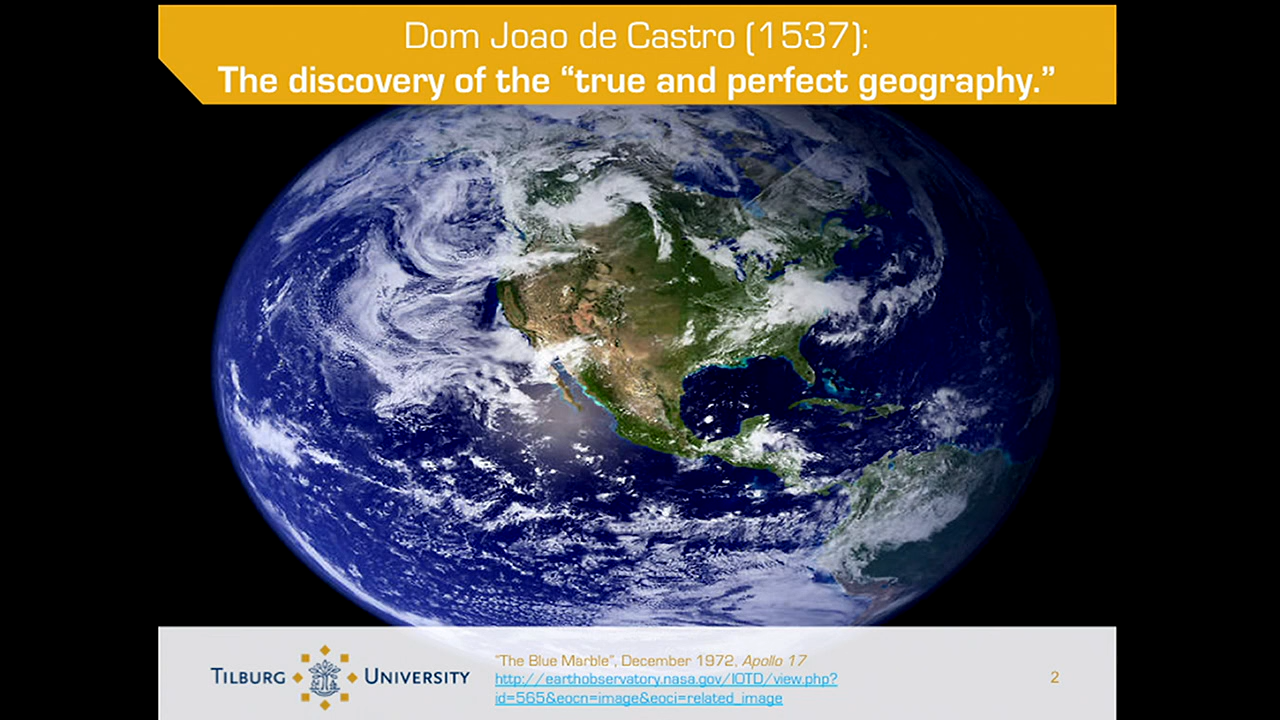 Dom Joao de Castro (1537):
The discovery of the “true and perfect geography.”
TILBURG UNIVERSITY
“The Blue Marble”, December 1972, Apollo 17
http://earthobservatory.nasa.gov/IOTD/view.php?
id=565&eocn=image&eoci=related_image
2